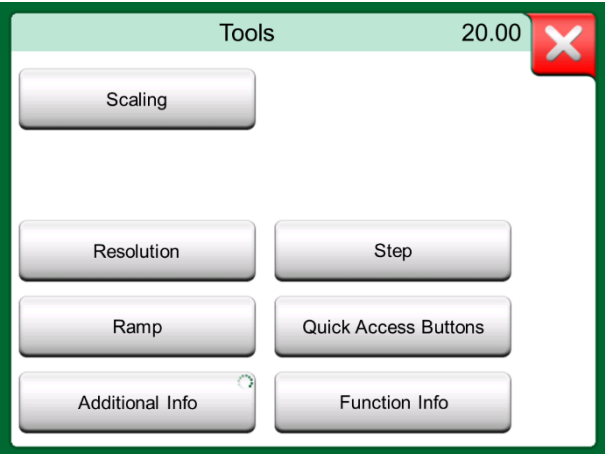 Tools 20.00
Scaling
Resolution Step
Ramp Quick Access Buttons
Additional Info Function Info